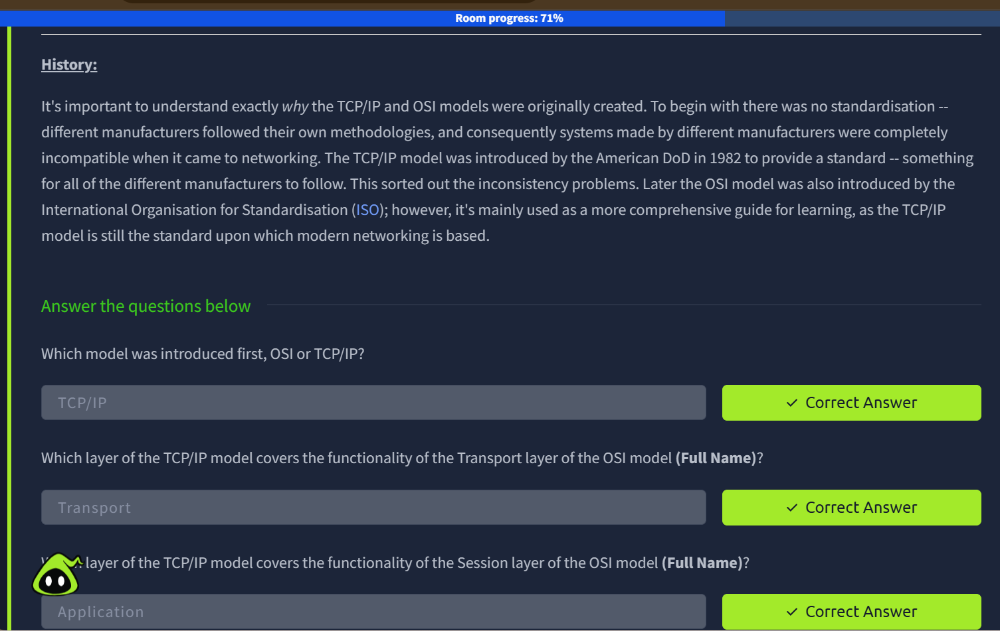 Room progress: 71%
History:
It's important to understand exactly why the TCP/IP and OSI models were originally created. To begin with there was no standardisation --
different manufacturers followed their own methodologies, and consequently systems made by different manufacturers were completely
incompatible when it came to networking. The TCP/IP model was introduced by the American DoD in 1982 to provide a standard -- something
for all of the different manufacturers to follow. This sorted out the inconsistency problems. Later the OSI model was also introduced by the
International Organisation for Standardisation (ISO); however, it's mainly used as a more comprehensive guide for learning, as the TCP/IP
model is still the standard upon which modern networking is based.
Answer the questions below
Which model was introduced first, OSI or TCP/IP?
TCP/IP
✓ Correct Answer
Which layer of the TCP/IP model covers the functionality of the Transport layer of the OSI model (Full Name)?
Transport
✓ Correct Answer
layer of the TCP/IP model covers the functionality of the Session layer of the OSI model (Full Name)?
Application
✓ Correct Answer